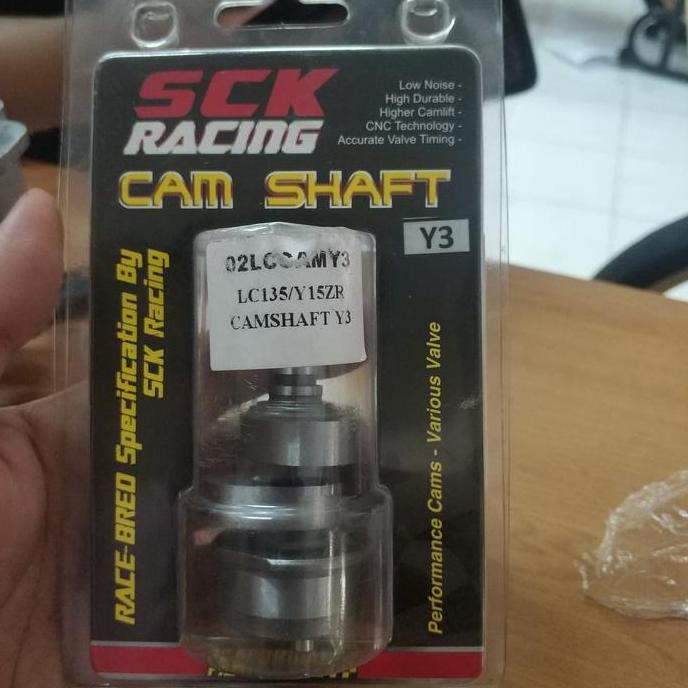 SCK
RACING
Low Noise -
High Durable -
Higher Camlift -
CNC Technology -
Accurate Valve Timing -
CAM SHAFT
Y3
02LCCAMY3
LC135/Y15ZR
CAMSHAFT Y3
RACE-BRED Specification By
SCK Racing
Performance Cams - Various Valve